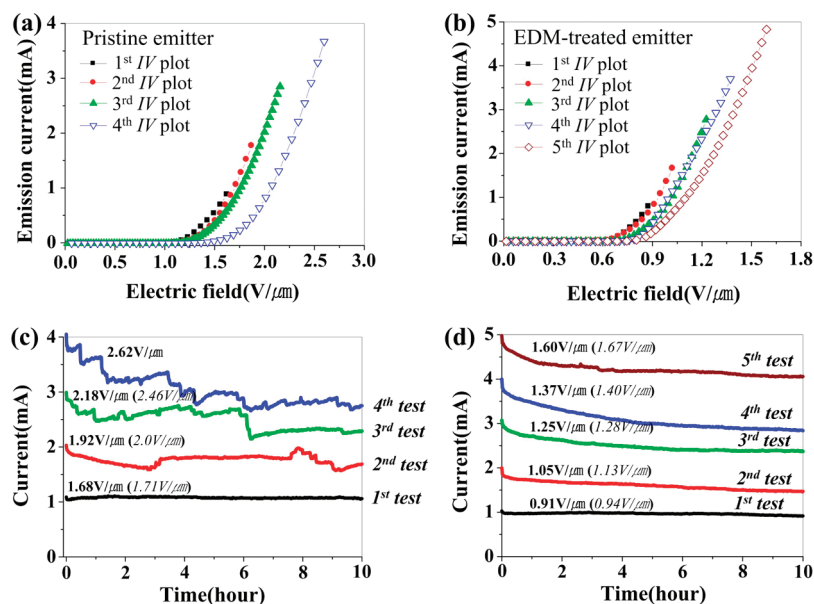 (a)
Pristine emitter
1st IV plot
2nd IV plot
3rd IV plot
4th IV plot
Emission current(mA)
4
3
2
1
0
0.0 0.5 1.0 1.5 2.0 2.5 3.0
Electric field(V/㎛)
(b)
EDM-treated emitter
1st IV plot
2nd IV plot
3rd IV plot
4th IV plot
5th IV plot
Emission current(mA)
5
4
3
2
1
0
0.0 0.3 0.6 0.9 1.2 1.5 1.8
Electric field(V/㎛)
(c)
Current(mA)
4
3
2
1
0
2.62V/㎛
2.18V/㎛ (2.46V/㎛)
1.92V/㎛ (2.0V/㎛)
1.68V/㎛ (1.71V/㎛)
4th test
3rd test
2nd test
1st test
0 2 4 6 8 10
Time(hour)
(d)
Current(mA)
5
4
3
2
1
0
1.60V/㎛ (1.67V/㎛)
5th test
1.37V/㎛ (1.40V/㎛)
4th test
1.25V/㎛ (1.28V/㎛)
3rd test
1.05V/㎛ (1.13V/㎛)
2nd test
0.91V/㎛ (0.94V/㎛)
1st test
0 2 4 6 8 10
Time(hour)